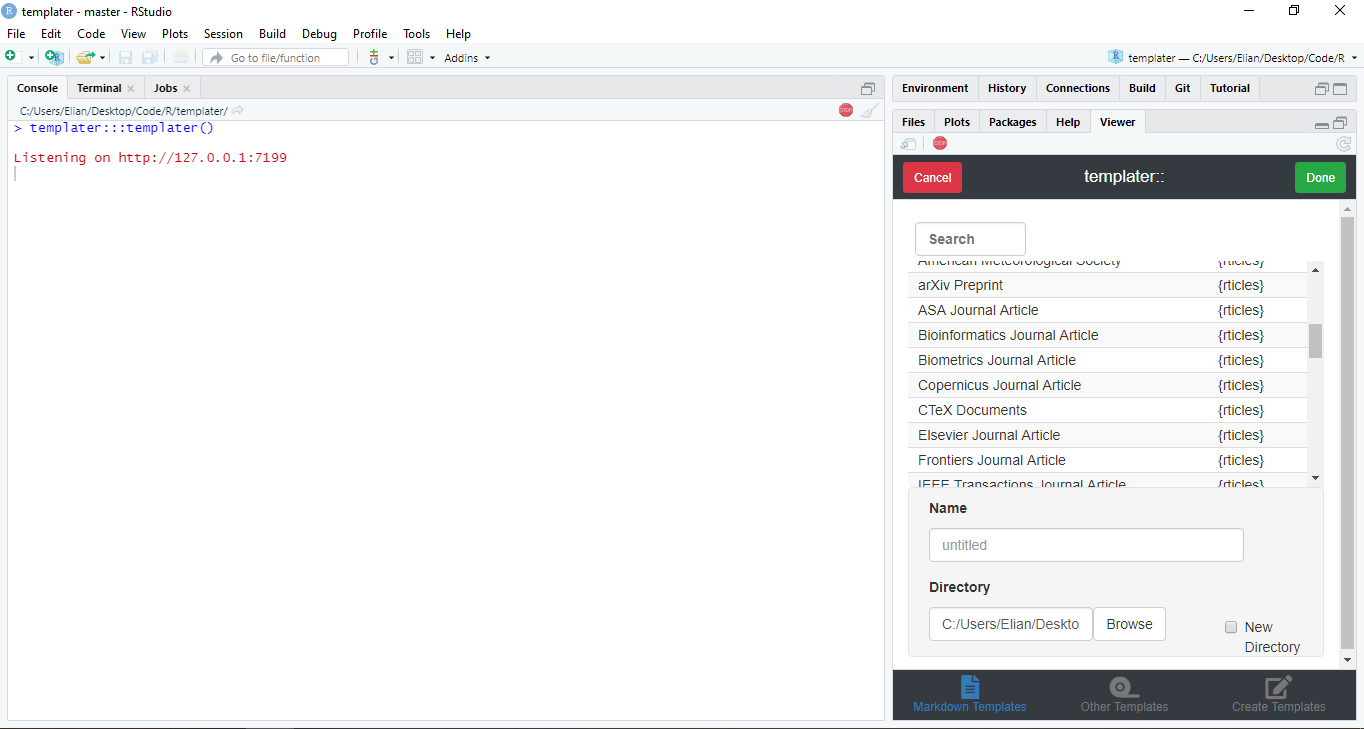 templater - master - RStudio
File Edit Code View Plots Session Build Debug Profile Tools Help
Go to file/function Addins templater — C:/Users/Elian/Desktop/Code/R
Console Terminal Jobs
C:/Users/Elian/Desktop/Code/R/templater/
STOP
> templater:::templater()
Listening on http://127.0.0.1:7199
Environment History Connections Build Git Tutorial
Files Plots Packages Help Viewer
STOP
Cancel templater:: Done
Search
American Meteorological Society {rticles}
arXiv Preprint {rticles}
ASA Journal Article {rticles}
Bioinformatics Journal Article {rticles}
Biometrics Journal Article {rticles}
Copernicus Journal Article {rticles}
CTeX Documents {rticles}
Elsevier Journal Article {rticles}
Frontiers Journal Article {rticles}
IEEE Transactions Journal Article {rticles}
Name
untitled
Directory
C:/Users/Elian/Deskto Browse New
Directory
Markdown Templates Other Templates Create Templates